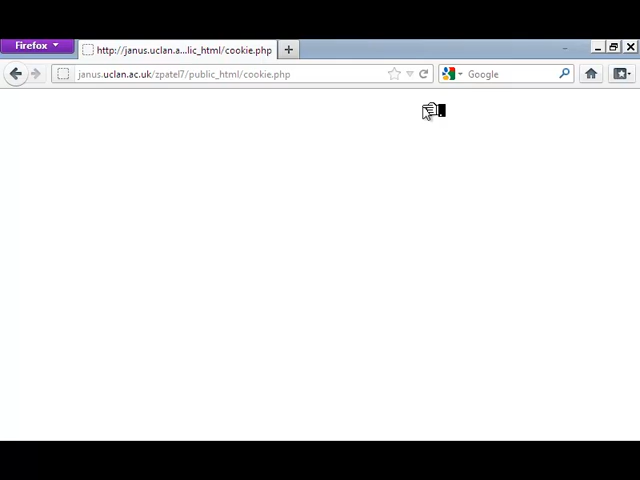 Firefox
http://janus.uclan.a...lic_html/cookie.php
janus.uclan.ac.uk/zpatel7/public_html/cookie.php
Google